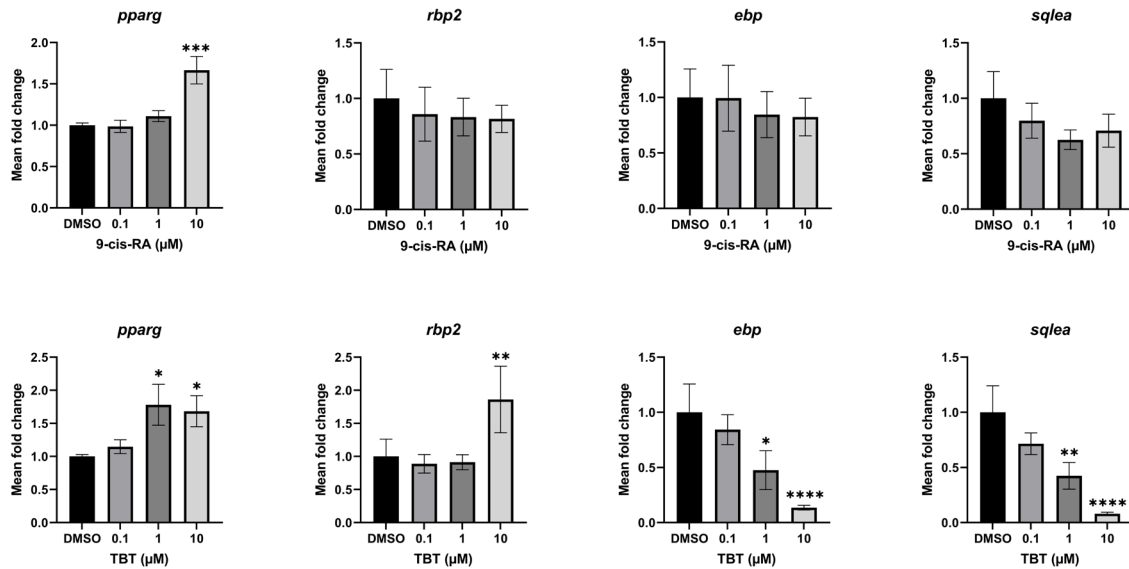 pparg
rbp2
ebp
sqlea
***
Mean fold change
2.0
1.5
1.0
0.5
0.0
DMSO 0.1 1 10
9-cis-RA (µM)
Mean fold change
1.5
1.0
0.5
0.0
DMSO 0.1 1 10
9-cis-RA (µM)
Mean fold change
1.5
1.0
0.5
0.0
DMSO 0.1 1 10
9-cis-RA (µM)
Mean fold change
1.5
1.0
0.5
0.0
DMSO 0.1 1 10
9-cis-RA (µM)
pparg
rbp2
ebp
sqlea
Mean fold change
2.5
2.0
1.5
1.0
0.5
0.0
* *
DMSO 0.1 1 10
TBT (µM)
Mean fold change
2.5
2.0
1.5
1.0
0.5
0.0
**
DMSO 0.1 1 10
TBT (µM)
Mean fold change
1.5
1.0
0.5
0.0
*
****
DMSO 0.1 1 10
TBT (µM)
Mean fold change
1.5
1.0
0.5
0.0
**
****
DMSO 0.1 1 10
TBT (µM)